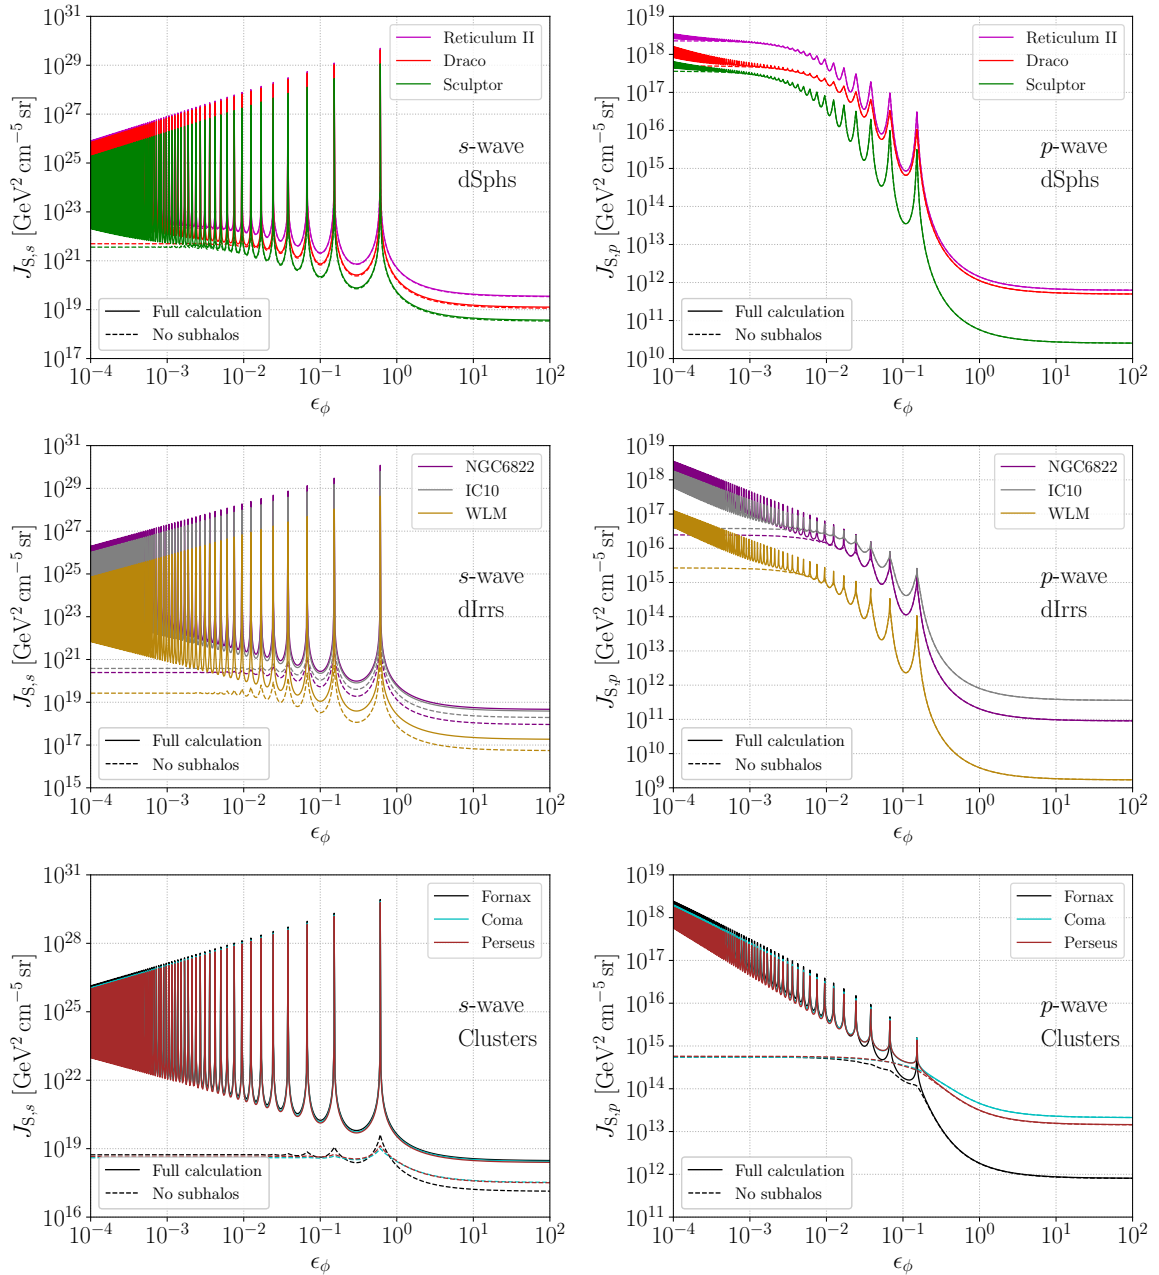 10^31
10^29
10^27
10^25
10^23
10^21
10^19
10^17
J_{S,s} [GeV^2 cm^−5 sr]
Reticulum II
Draco
Sculptor
s-wave
dSphs
Full calculation
No subhalos
10^−4 10^−3 10^−2 10^−1 10^0 10^1 10^2
ϵ_ϕ
10^19
10^18
10^17
10^16
10^15
10^14
10^13
10^12
10^11
10^10
J_{S,p} [GeV^2 cm^−5 sr]
Reticulum II
Draco
Sculptor
p-wave
dSphs
Full calculation
No subhalos
10^−4 10^−3 10^−2 10^−1 10^0 10^1 10^2
ϵ_ϕ
10^31
10^29
10^27
10^25
10^23
10^21
10^19
10^17
10^15
J_{S,s} [GeV^2 cm^−5 sr]
NGC6822
IC10
WLM
s-wave
dIrrs
Full calculation
No subhalos
10^−4 10^−3 10^−2 10^−1 10^0 10^1 10^2
ϵ_ϕ
10^19
10^18
10^17
10^16
10^15
10^14
10^13
10^12
10^11
10^10
10^9
J_{S,p} [GeV^2 cm^−5 sr]
NGC6822
IC10
WLM
p-wave
dIrrs
Full calculation
No subhalos
10^−4 10^−3 10^−2 10^−1 10^0 10^1 10^2
ϵ_ϕ
10^31
10^28
10^25
10^22
10^19
10^16
J_{S,s} [GeV^2 cm^−5 sr]
Fornax
Coma
Perseus
s-wave
Clusters
Full calculation
No subhalos
10^−4 10^−3 10^−2 10^−1 10^0 10^1 10^2
ϵ_ϕ
10^19
10^18
10^17
10^16
10^15
10^14
10^13
10^12
10^11
J_{S,p} [GeV^2 cm^−5 sr]
Fornax
Coma
Perseus
p-wave
Clusters
Full calculation
No subhalos
10^−4 10^−3 10^−2 10^−1 10^0 10^1 10^2
ϵ_ϕ